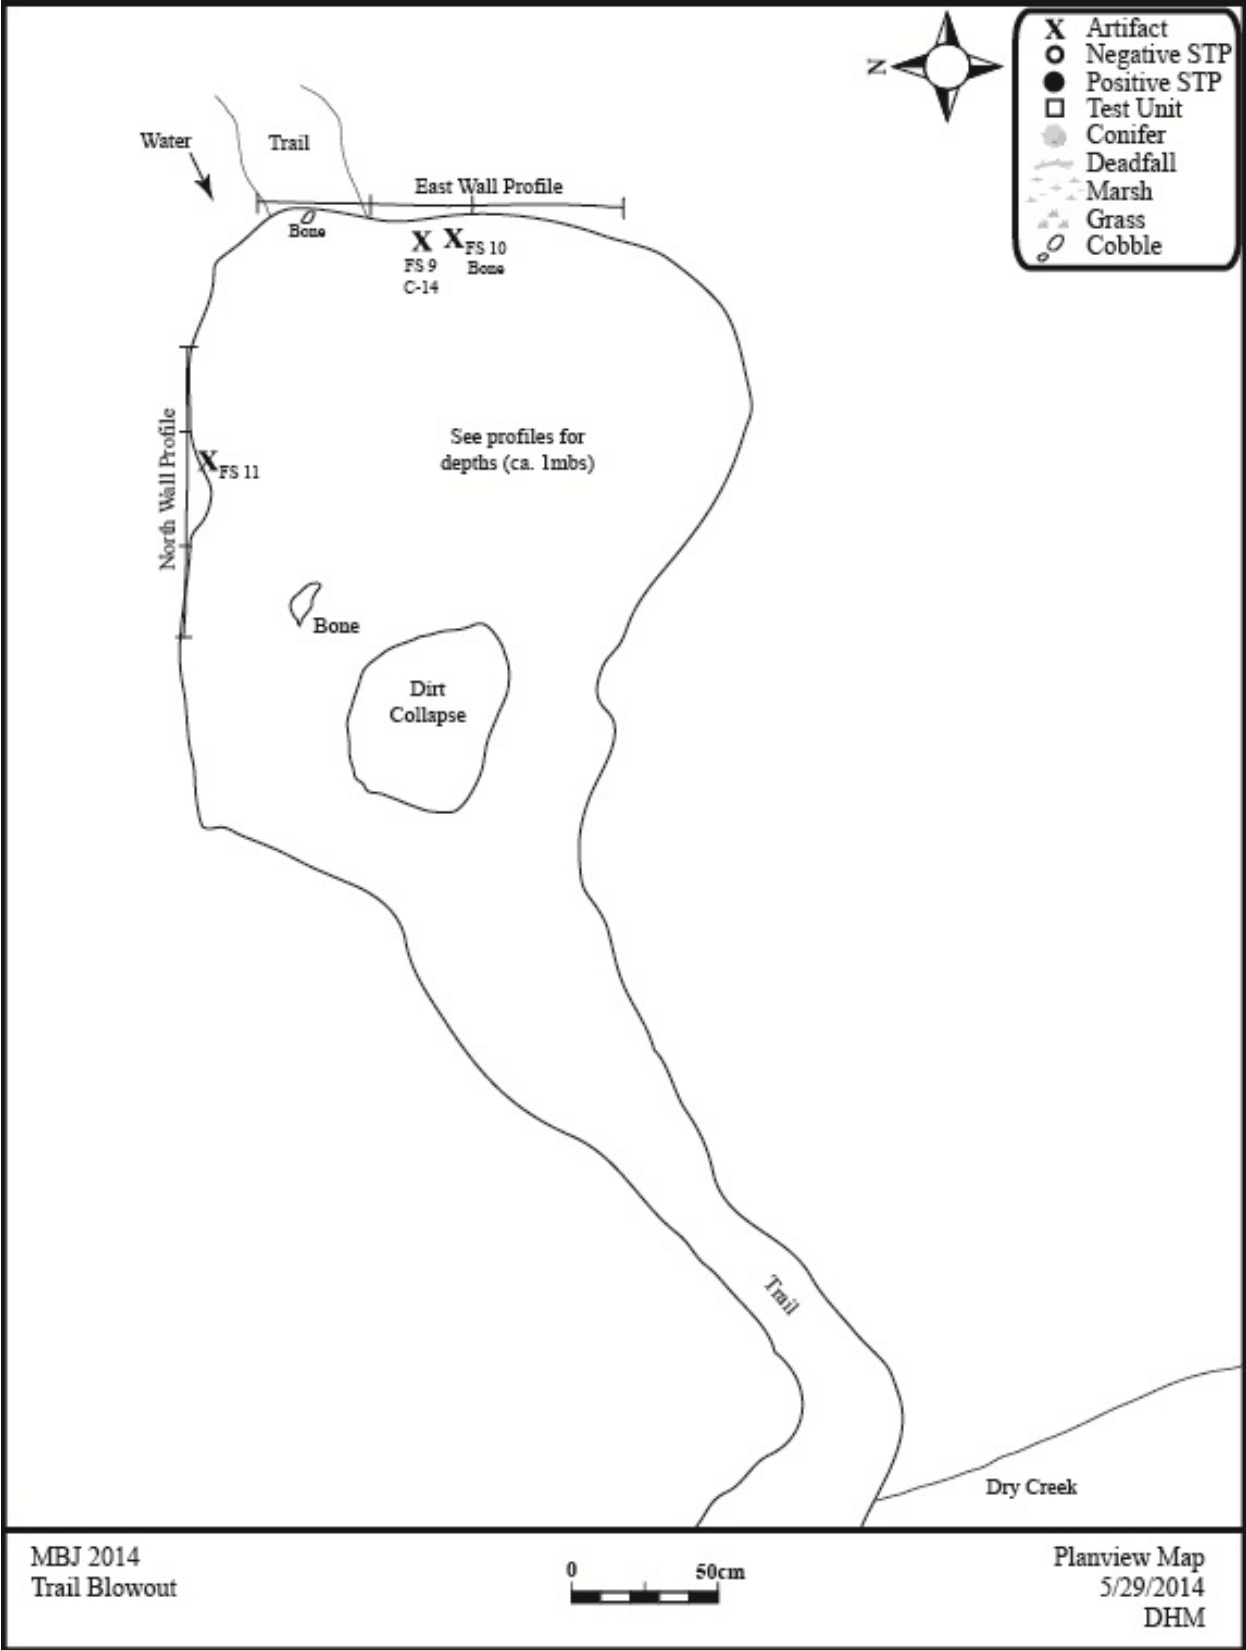 N
X Artifact
Negative STP
Positive STP
Test Unit
Conifer
Deadfall
Marsh
Grass
Cobble
Water
Trail
East Wall Profile
Bone
X X
FS 9
C-14
FS 10
Bone
North Wall Profile
X FS 11
See profiles for
depths (ca. 1mbs)
Bone
Dirt
Collapse
Trail
Dry Creek
MBJ 2014
Trail Blowout
0 50cm
Planview Map
5/29/2014
DHM